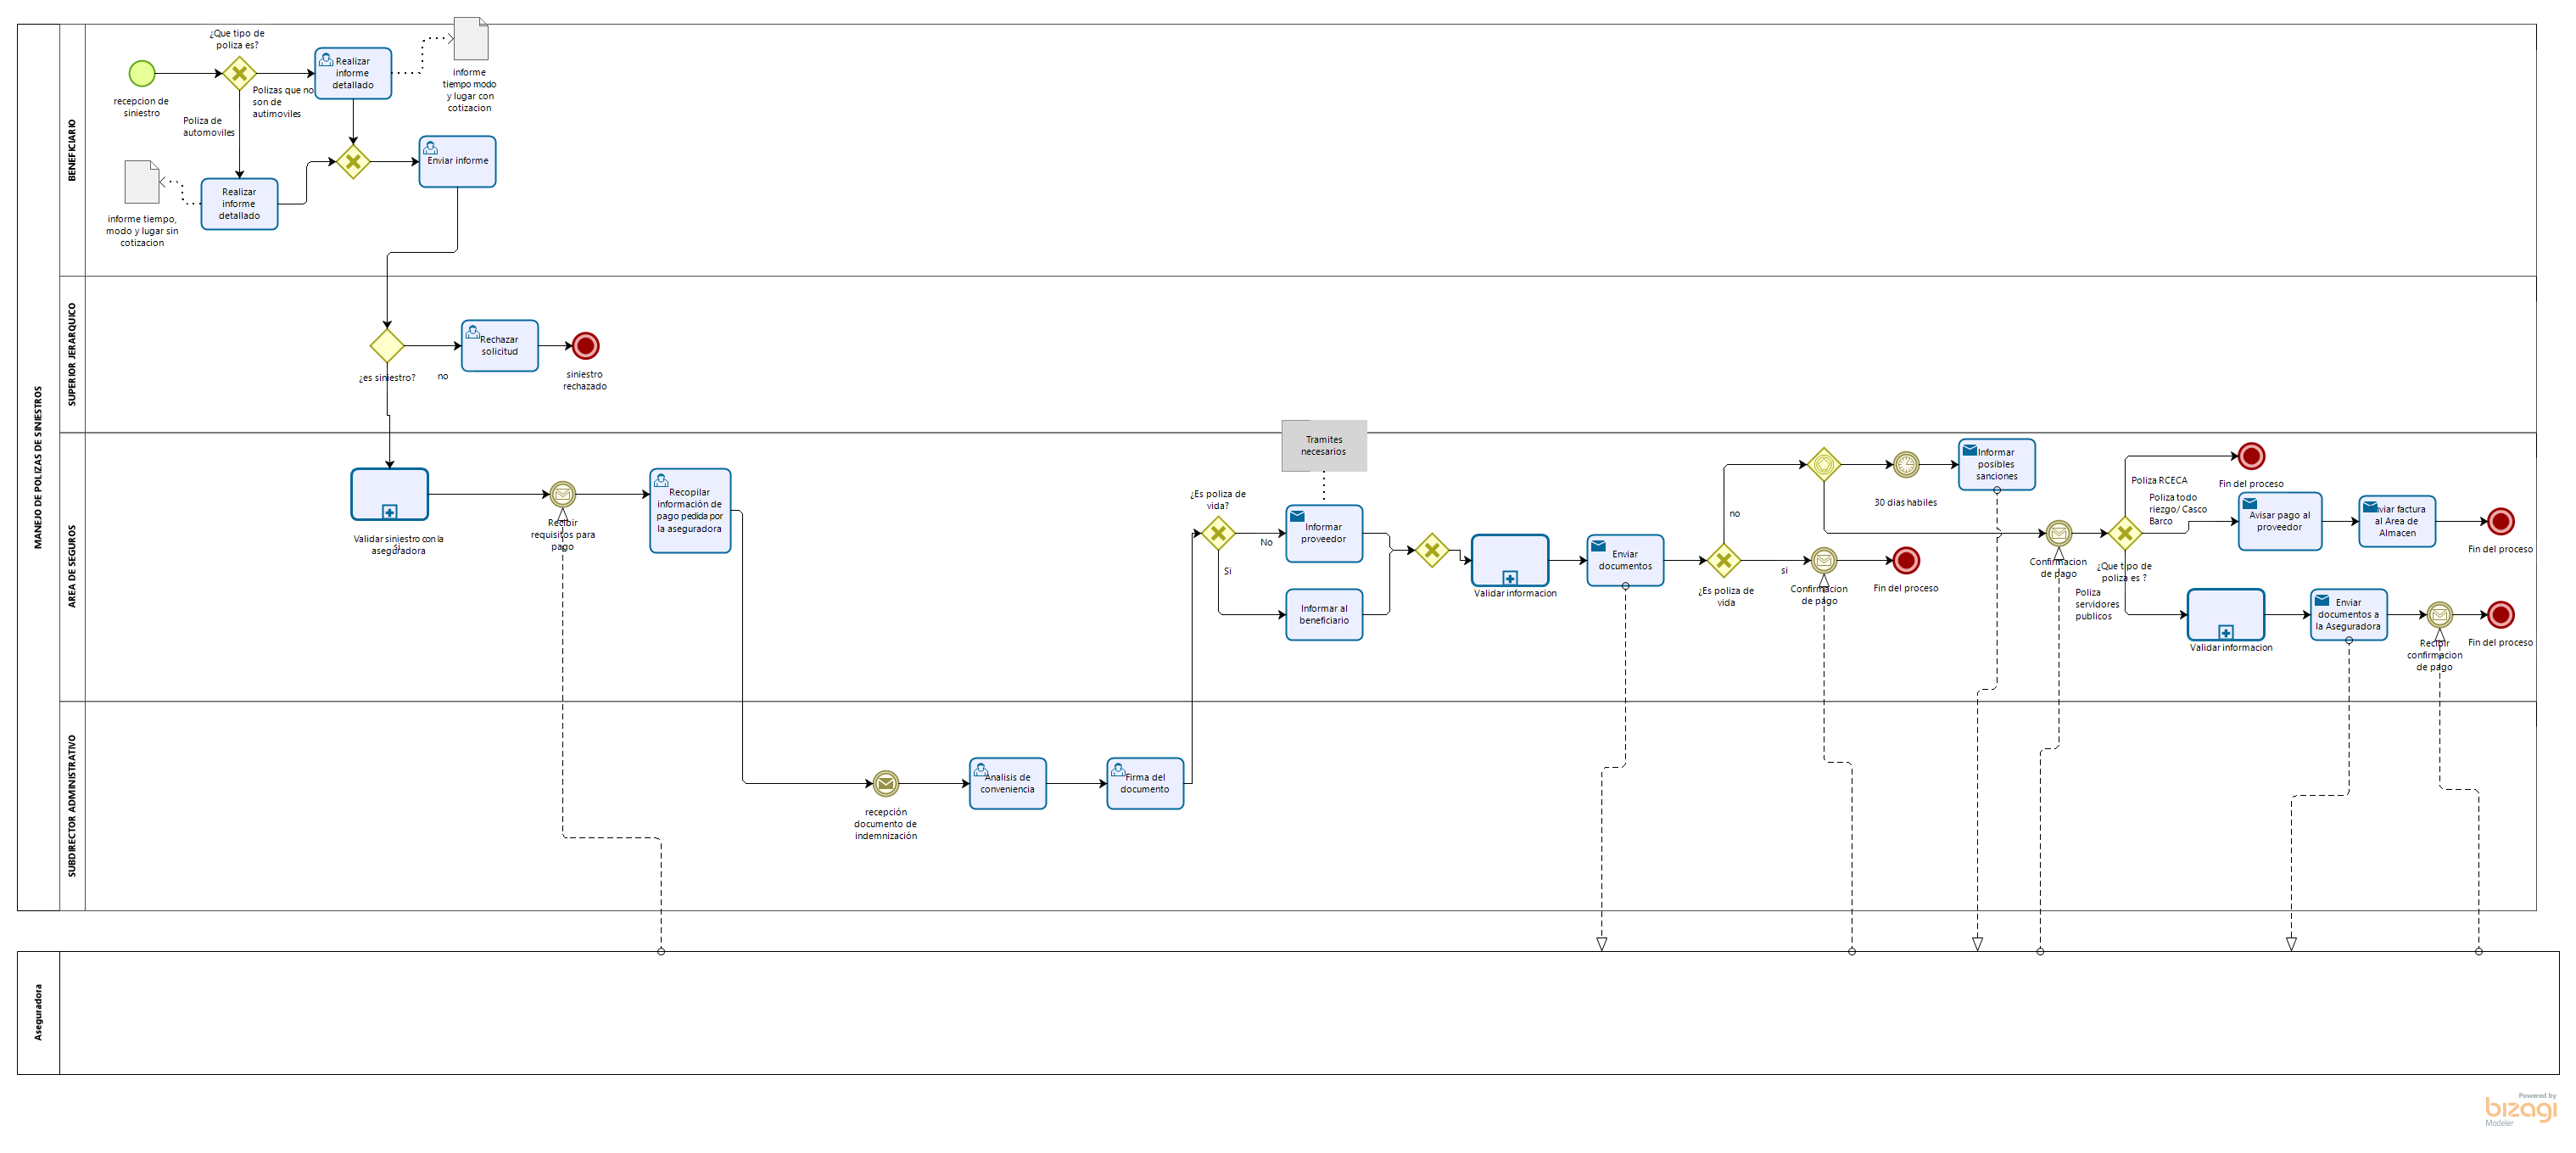 MANEJO DE POLIZAS DE SINIESTROS
BENEFICIARIO
recepcion de
siniestro
¿Que tipo de
poliza es?
Polizas que no
son de
autimoviles
Poliza de
automoviles
Realizar
informe
detallado
informe
tiempo modo
y lugar con
cotizacion
Realizar
informe
detallado
informe tiempo,
modo y lugar sin
cotizacion
Enviar informe
SUPERIOR JERARQUICO
¿es siniestro?
no
Rechazar
solicitud
siniestro
rechazado
AREA DE SEGUROS
Validar siniestro con la
aseguradora
si
Recibir
requisitos para
pago
Recopilar
información de
pago pedida por
la aseguradora
¿Es poliza de
vida?
No
Si
Tramites
necesarios
Informar
proveedor
Informar al
beneficiario
Validar informacion
Enviar
documentos
¿Es poliza de
vida
no
si
Confirmacion
de pago
Fin del proceso
30 dias habiles
Informar
posibles
sanciones
Confirmacion
de pago
¿Que tipo de
poliza es ?
Poliza RCECA
Fin del proceso
Poliza todo
riezgo/ Casco
Barco
Avisar pago al
proveedor
Enviar factura
al Area de
Almacen
Fin del proceso
Poliza
servidores
publicos
Validar informacion
Enviar
documentos a
la Aseguradora
Recibir
confirmacion
de pago
Fin del proceso
SUBDIRECTOR ADMINISTRATIVO
recepción
documento de
indemnización
Analisis de
conveniencia
Firma del
documento
Aseguradora
Powered by
bizagi
Modeler